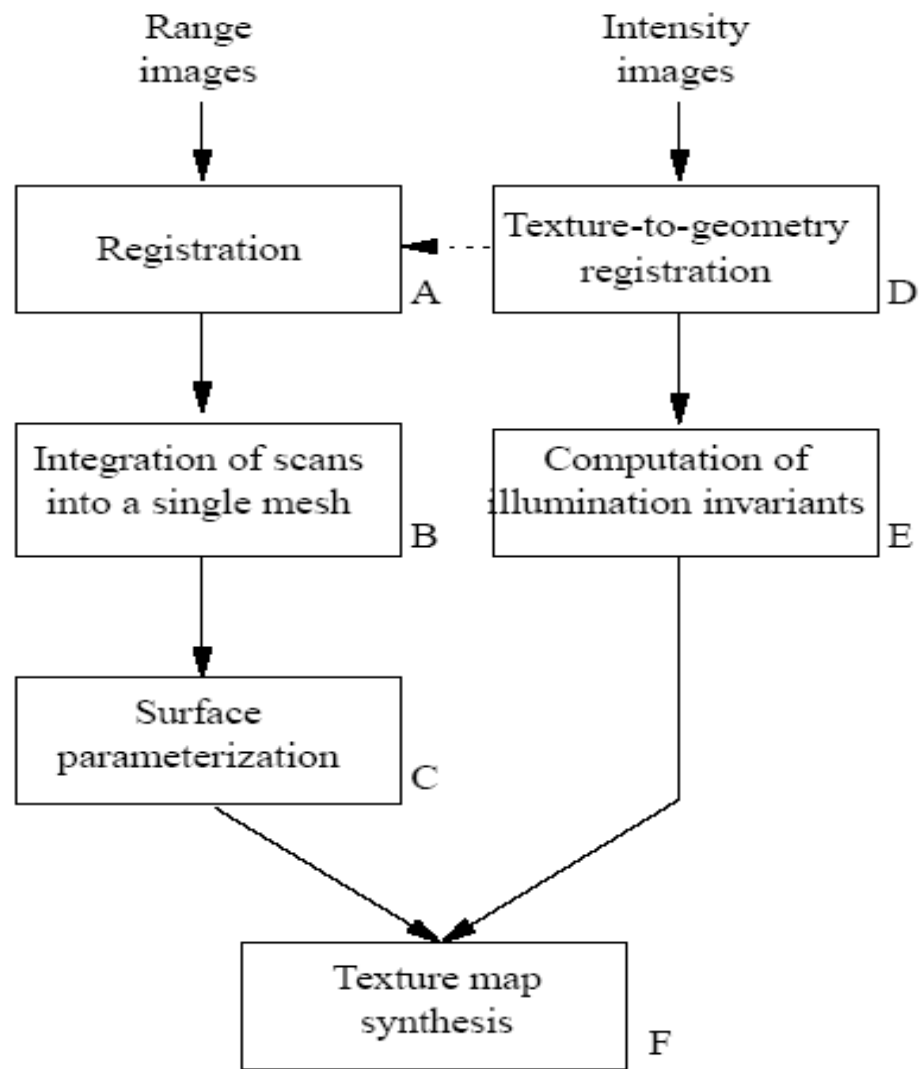 Range
images
Intensity
images
Registration
A
Texture-to-geometry
registration
D
Integration of scans
into a single mesh
B
Computation of
illumination invariants
E
Surface
parameterization
C
Texture map
synthesis
F